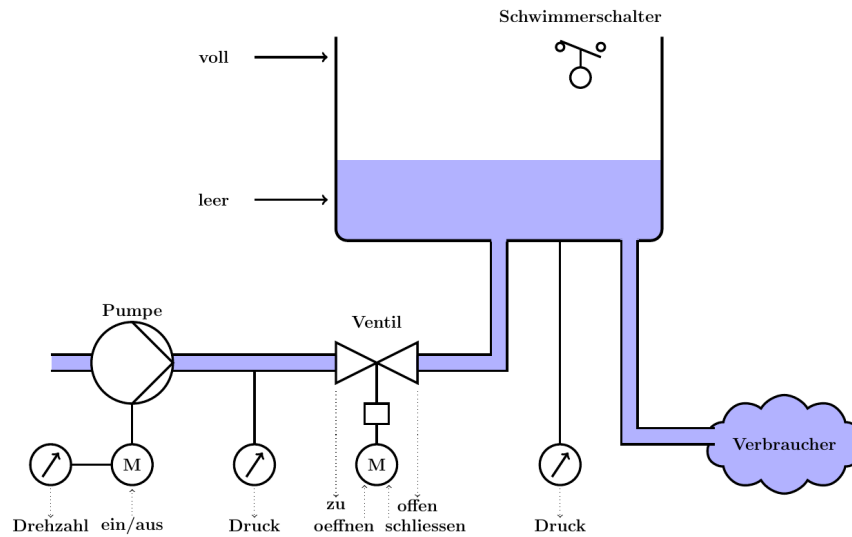 Schwimmerschalter
voll
leer
Pumpe
Ventil
Verbraucher
M
M
zu
offen
Drehzahl
ein/aus
Druck
oeffnen
schliessen
Druck